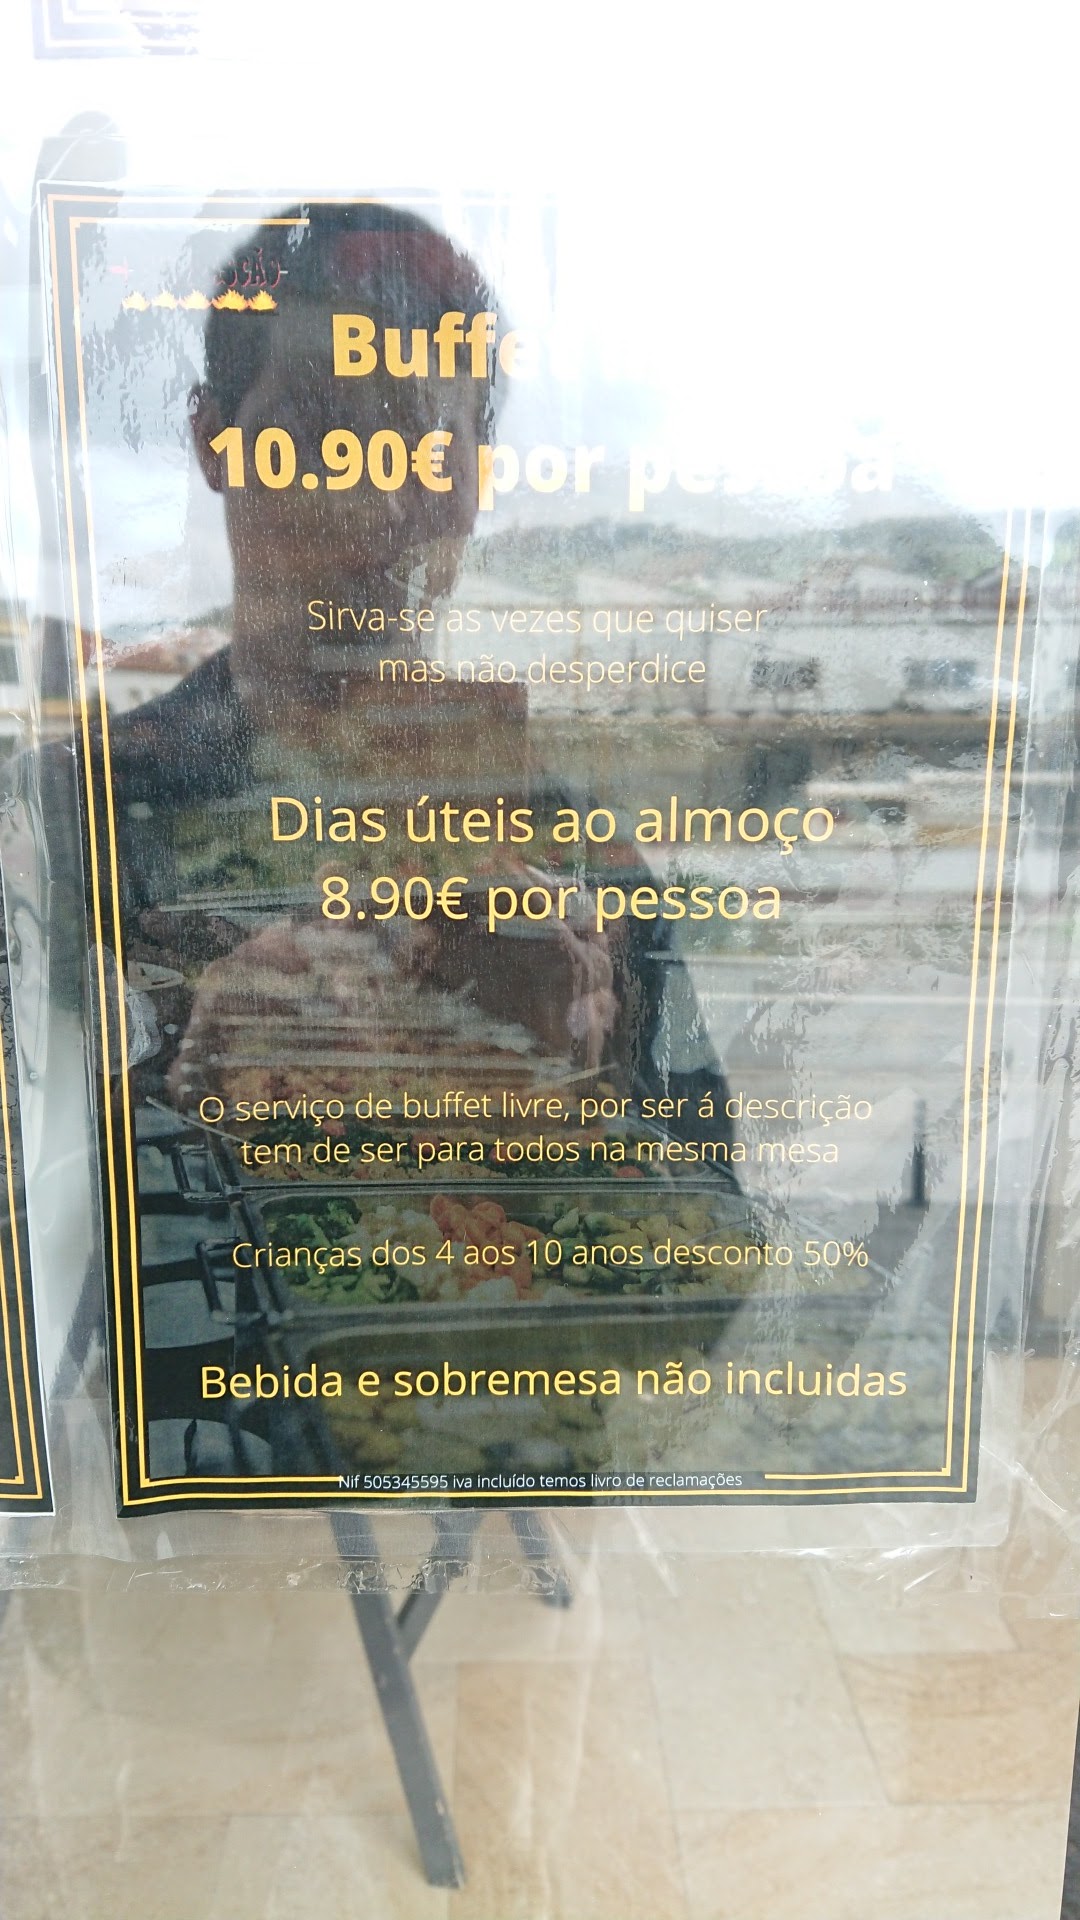 Buffet
10.90€ por pessoa
Sirva-se as vezes que quiser
mas não desperdice
Dias úteis ao almoço
8.90€ por pessoa
O serviço de buffet livre, por ser á descrição
tem de ser para todos na mesma mesa
Crianças dos 4 aos 10 anos desconto 50%
Bebida e sobremesa não incluidas
Nif 505345595 iva incluído temos livro de reclamações